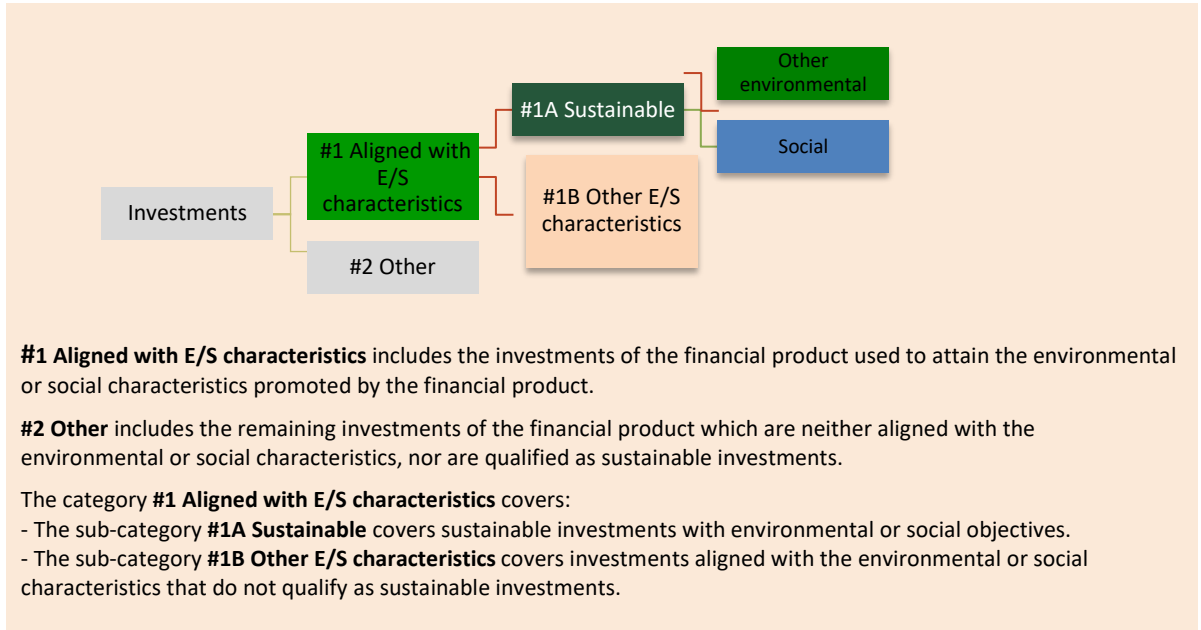 Other
environmental
#1A Sustainable
Social
#1 Aligned with
E/S
characteristics
#1B Other E/S
characteristics
Investments
#2 Other
#1 Aligned with E/S characteristics includes the investments of the financial product used to attain the environmental
or social characteristics promoted by the financial product.
#2 Other includes the remaining investments of the financial product which are neither aligned with the
environmental or social characteristics, nor are qualified as sustainable investments.
The category #1 Aligned with E/S characteristics covers:
- The sub-category #1A Sustainable covers sustainable investments with environmental or social objectives.
- The sub-category #1B Other E/S characteristics covers investments aligned with the environmental or social
characteristics that do not qualify as sustainable investments.